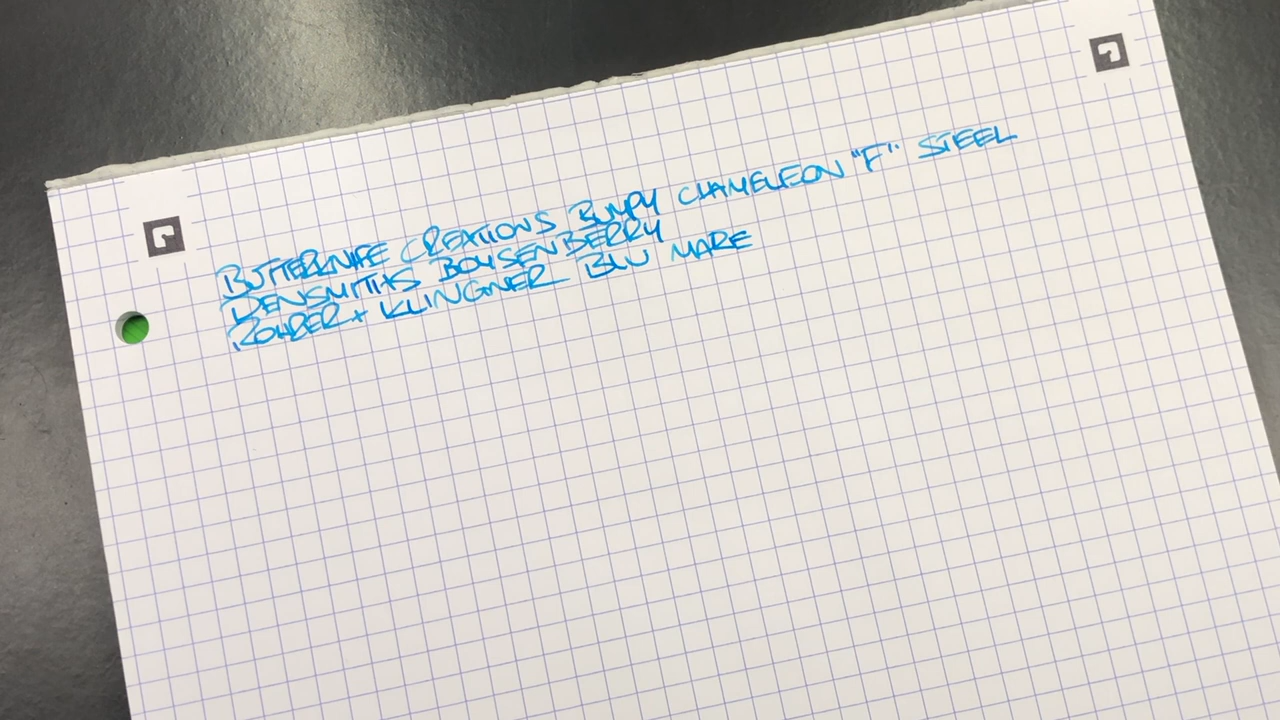 BUTTERKNIFE CREATIONS BUMPY CHAMELEON "F" STEEL
PENSMITHS BOYSENBERRY
ROHRER + KLINGNER BLU MARE